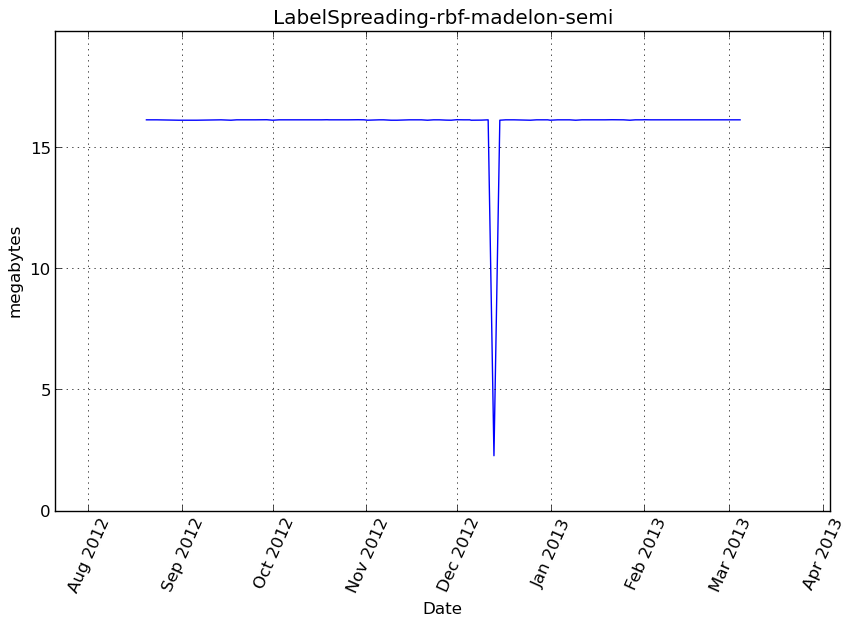 LabelSpreading-rbf-madelon-semi
megabytes
15
10
5
0
Aug 2012
Sep 2012
Oct 2012
Nov 2012
Dec 2012
Jan 2013
Feb 2013
Mar 2013
Apr 2013
Date